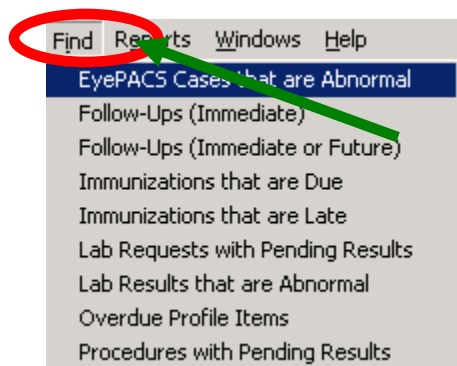 Find Reports Windows Help
EyePACS Cases that are Abnormal
Follow-Ups (Immediate)
Follow-Ups (Immediate or Future)
Immunizations that are Due
Immunizations that are Late
Lab Requests with Pending Results
Lab Results that are Abnormal
Overdue Profile Items
Procedures with Pending Results